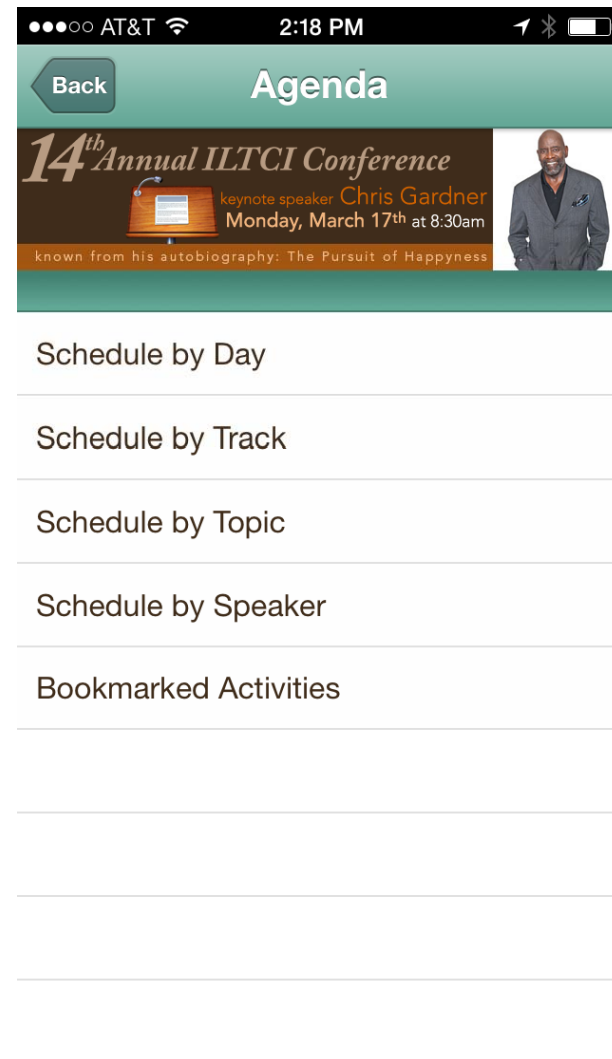 AT&T 2:18 PM
Back Agenda
14th Annual ILTCI Conference
keynote speaker Chris Gardner
Monday, March 17th at 8:30am
known from his autobiography: The Pursuit of Happyness
Schedule by Day
Schedule by Track
Schedule by Topic
Schedule by Speaker
Bookmarked Activities